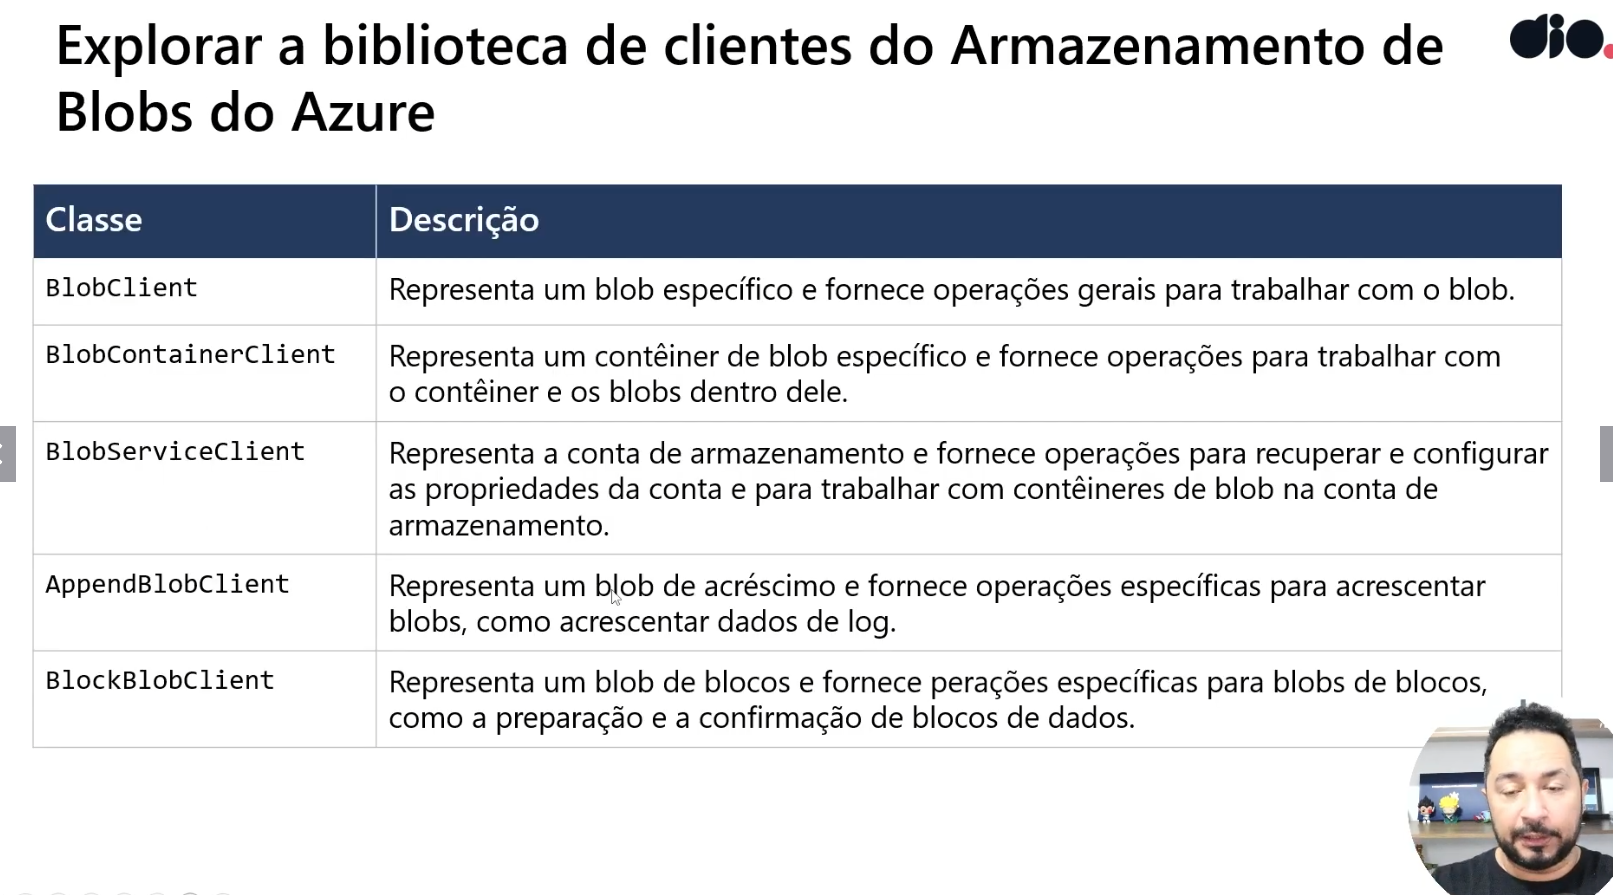 Explorar a biblioteca de clientes do Armazenamento de
Blobs do Azure
dio.
Classe
Descrição
BlobClient
Representa um blob específico e fornece operações gerais para trabalhar com o blob.
BlobContainerClient
Representa um contêiner de blob específico e fornece operações para trabalhar com
o contêiner e os blobs dentro dele.
BlobServiceClient
Representa a conta de armazenamento e fornece operações para recuperar e configurar
as propriedades da conta e para trabalhar com contêineres de blob na conta de
armazenamento.
AppendBlobClient
Representa um blob de acréscimo e fornece operações específicas para acrescentar
blobs, como acrescentar dados de log.
BlockBlobClient
Representa um blob de blocos e fornece perações específicas para blobs de blocos,
como a preparação e a confirmação de blocos de dados.